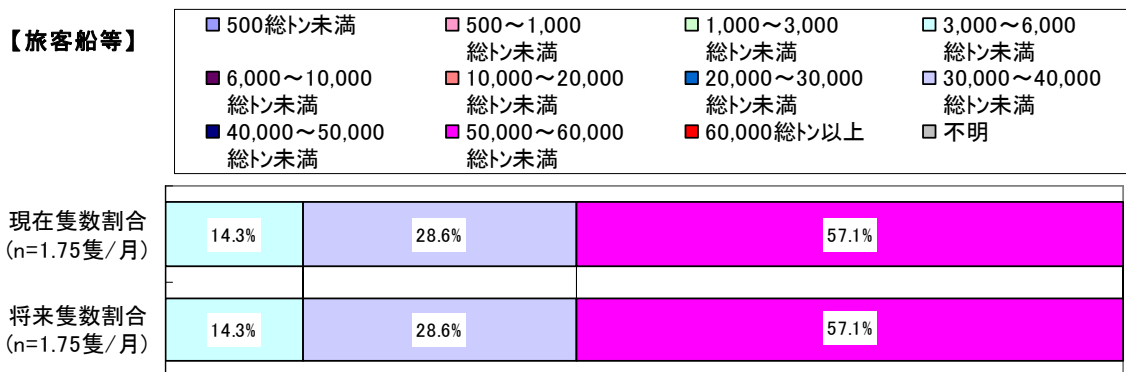 【旅客船等】
500総トン未満
500～1,000
総トン未満
1,000～3,000
総トン未満
3,000～6,000
総トン未満
6,000～10,000
総トン未満
10,000～20,000
総トン未満
20,000～30,000
総トン未満
30,000～40,000
総トン未満
40,000～50,000
総トン未満
50,000～60,000
総トン未満
60,000総トン以上
不明
現在隻数割合
(n=1.75隻/月)
14.3%
28.6%
57.1%
将来隻数割合
(n=1.75隻/月)
14.3%
28.6%
57.1%